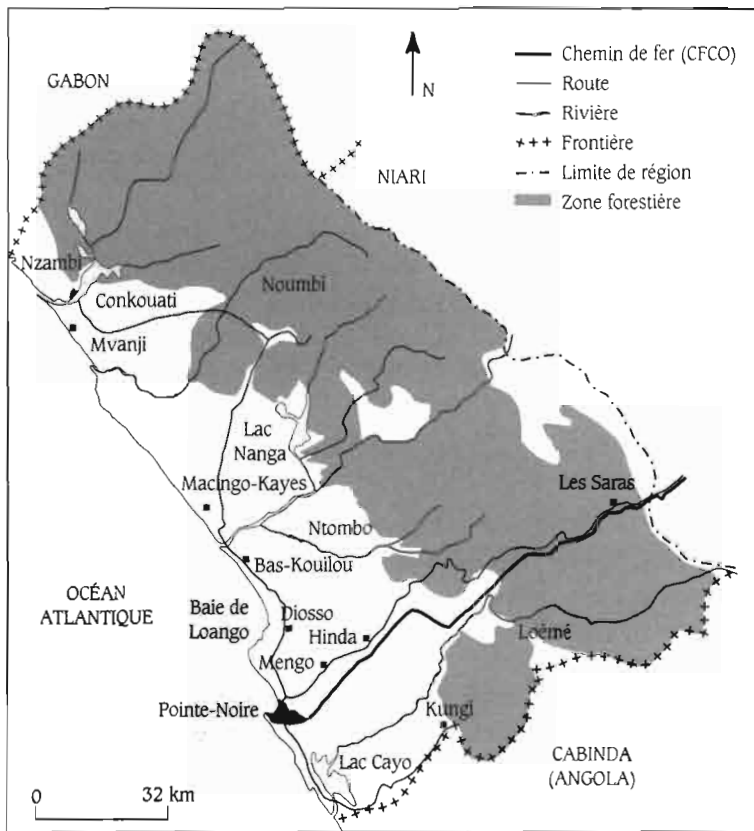 GABON
N
Chemin de fer (CFCO)
Route
Rivière
Frontière
Limite de région
Zone forestière
NIARI
Nzambi
Conkouati
Noumbi
Mvanji
Lac
Nanga
Macingo-Kayes
Les Saras
Ntombo
Bas-Kouilou
OCÉAN
ATLANTIQUE
Baie de
Loango
Diosso
Hinda
Loémé
Mengo
Pointe-Noire
Kungi
Lac Cayo
CABINDA
(ANGOLA)
0 32 km